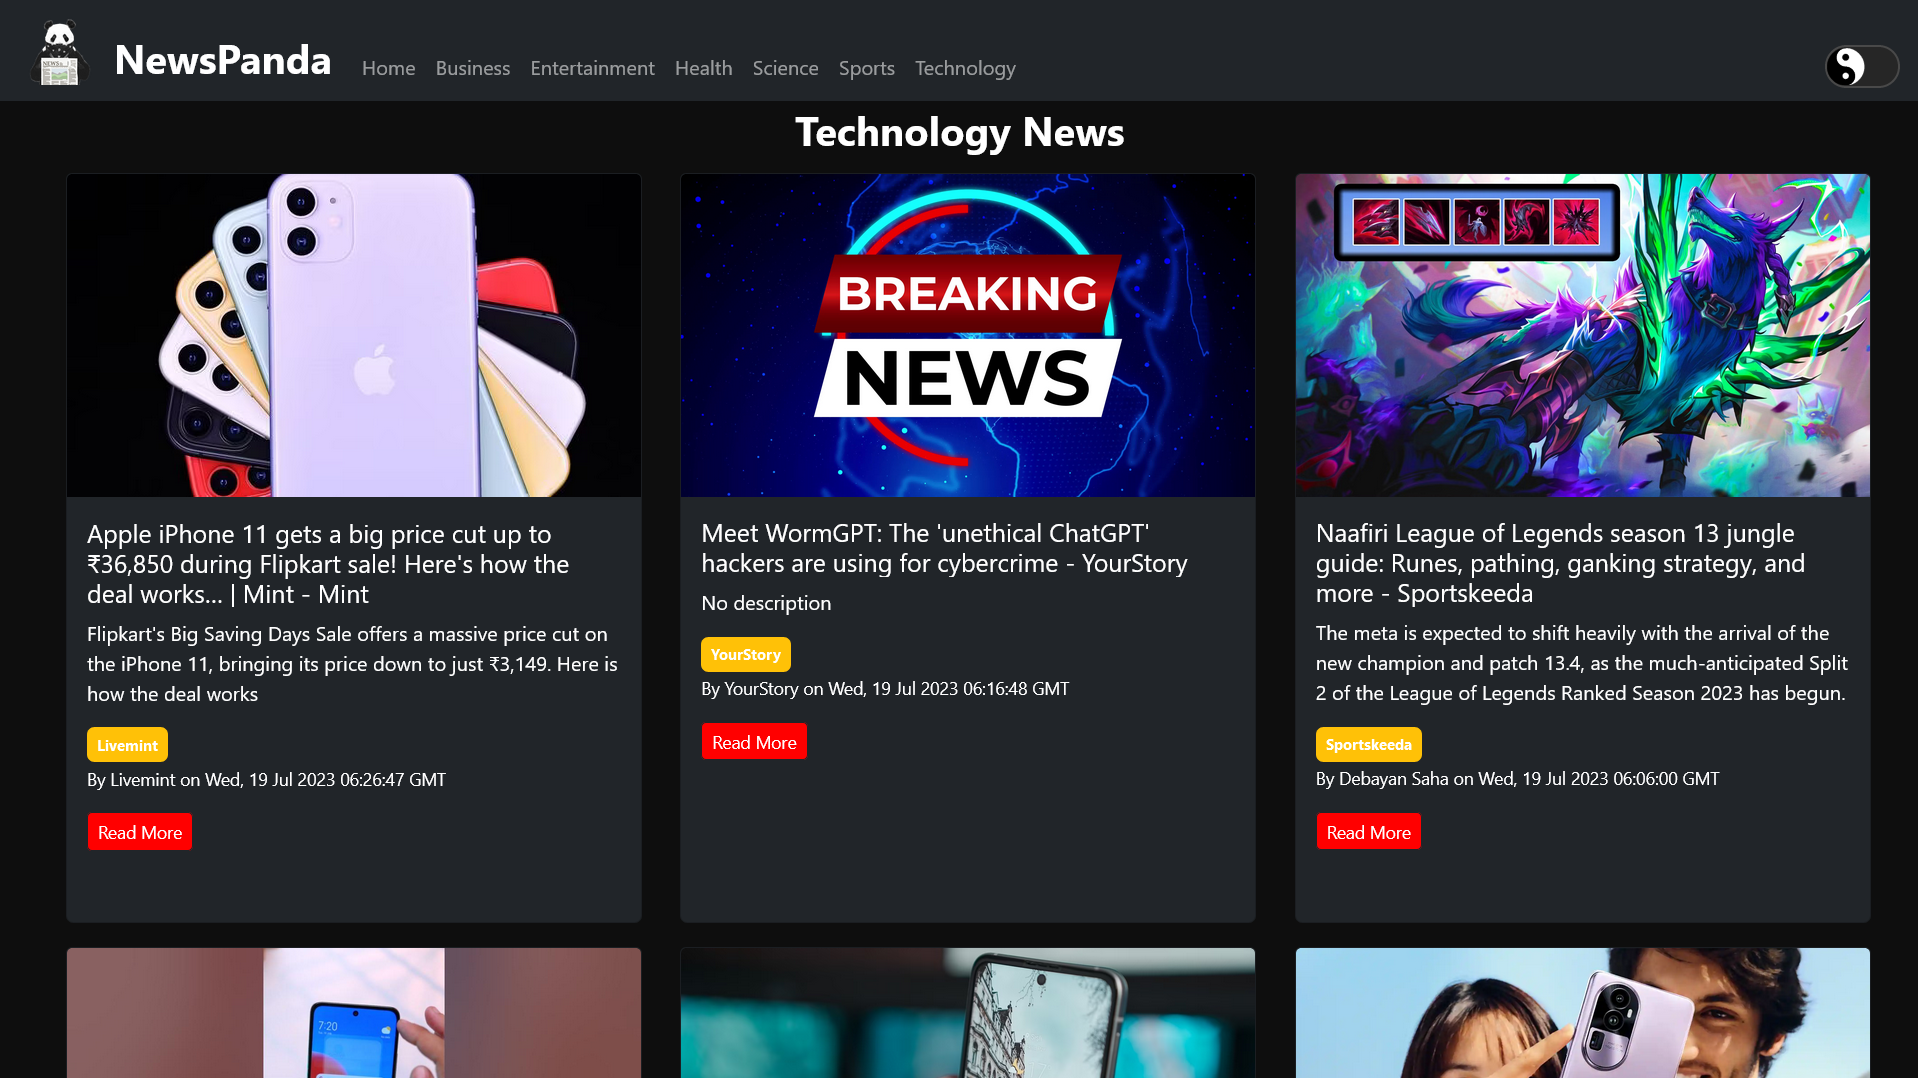 NEWS
NewsPanda
Home Business Entertainment Health Science Sports Technology
Technology News
BREAKING
NEWS
Apple iPhone 11 gets a big price cut up to
₹36,850 during Flipkart sale! Here's how the
deal works... | Mint - Mint
Flipkart's Big Saving Days Sale offers a massive price cut on
the iPhone 11, bringing its price down to just ₹3,149. Here is
how the deal works
Livemint
By Livemint on Wed, 19 Jul 2023 06:26:47 GMT
Read More
Meet WormGPT: The 'unethical ChatGPT'
hackers are using for cybercrime - YourStory
No description
YourStory
By YourStory on Wed, 19 Jul 2023 06:16:48 GMT
Read More
Naafiri League of Legends season 13 jungle
guide: Runes, pathing, ganking strategy, and
more - Sportskeeda
The meta is expected to shift heavily with the arrival of the
new champion and patch 13.4, as the much-anticipated Split
2 of the League of Legends Ranked Season 2023 has begun.
Sportskeeda
By Debayan Saha on Wed, 19 Jul 2023 06:06:00 GMT
Read More
7:20